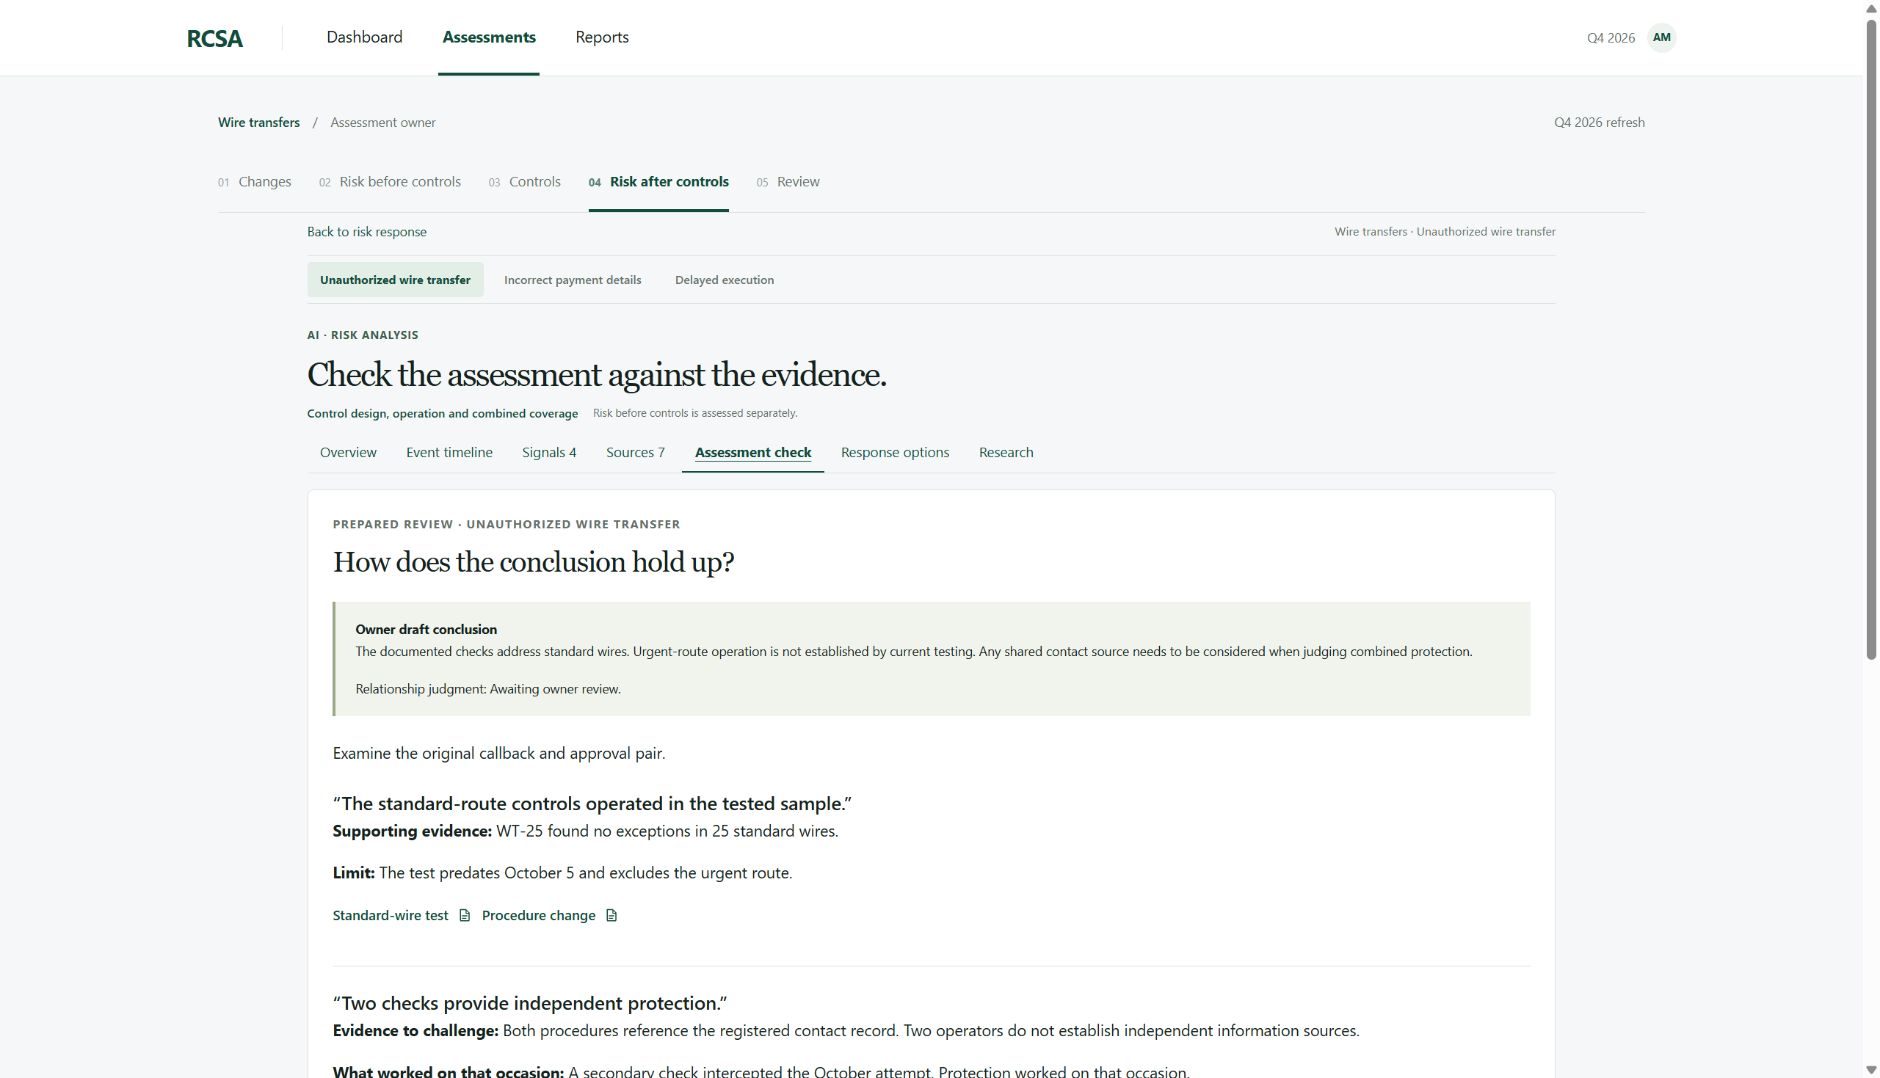 RCSA
Dashboard
Assessments
Reports
Q4 2026
AM
Wire transfers / Assessment owner
Q4 2026 refresh
01 Changes
02 Risk before controls
03 Controls
04 Risk after controls
05 Review
Back to risk response
Wire transfers · Unauthorized wire transfer
Unauthorized wire transfer
Incorrect payment details
Delayed execution
AI · RISK ANALYSIS
Check the assessment against the evidence.
Control design, operation and combined coverage
Risk before controls is assessed separately.
Overview
Event timeline
Signals 4
Sources 7
Assessment check
Response options
Research
PREPARED REVIEW · UNAUTHORIZED WIRE TRANSFER
How does the conclusion hold up?
Owner draft conclusion
The documented checks address standard wires. Urgent-route operation is not established by current testing. Any shared contact source needs to be considered when judging combined protection.
Relationship judgment: Awaiting owner review.
Examine the original callback and approval pair.
“The standard-route controls operated in the tested sample.”
Supporting evidence: WT-25 found no exceptions in 25 standard wires.
Limit: The test predates October 5 and excludes the urgent route.
Standard-wire test
Procedure change
“Two checks provide independent protection.”
Evidence to challenge: Both procedures reference the registered contact record. Two operators do not establish independent information sources.
What worked on that occasion: A secondary check intercepted the October attempt. Protection worked on that occasion.